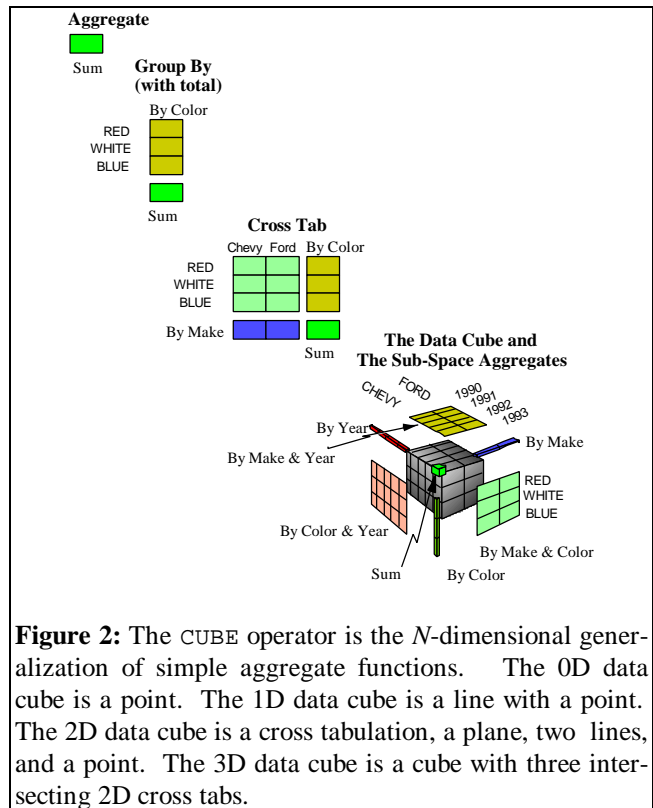 Aggregate
Sum
Group By
(with total)
By Color
RED
WHITE
BLUE
Sum
Cross Tab
Chevy Ford By Color
RED
WHITE
BLUE
By Make
Sum
The Data Cube and
The Sub-Space Aggregates
CHEVY
FORD
1990
1991
1992
1993
By Year
By Make
By Make & Year
RED
WHITE
BLUE
By Color & Year
By Make & Color
Sum
By Color
Figure 2: The CUBE operator is the N-dimensional gener-
alization of simple aggregate functions. The 0D data
cube is a point. The 1D data cube is a line with a point.
The 2D data cube is a cross tabulation, a plane, two lines,
and a point. The 3D data cube is a cube with three inter-
secting 2D cross tabs.